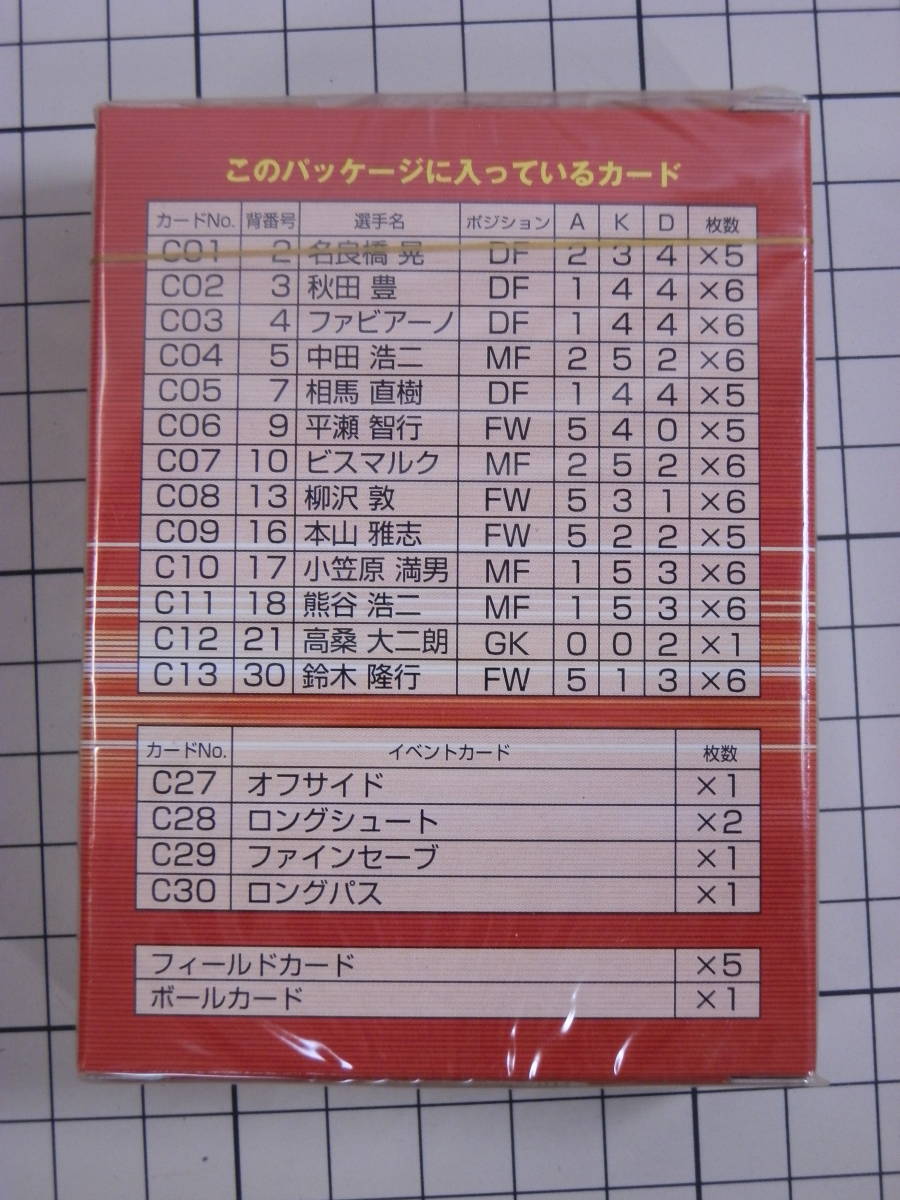 このパッケージに入っているカード
カードNo. 背番号 選手名 ポジション A K D 枚数
C01 2 名良橋 晃 DF 2 3 4 ×5
C02 3 秋田 豊 DF 1 4 4 ×6
C03 4 ファビアーノ DF 1 4 4 ×6
C04 5 中田 浩二 MF 2 5 2 ×6
C05 7 相馬 直樹 DF 1 4 4 ×5
C06 9 平瀬 智行 FW 5 4 0 ×5
C07 10 ビスマルク MF 2 5 2 ×6
C08 13 柳沢 敦 FW 5 3 1 ×6
C09 16 本山 雅志 FW 5 2 2 ×5
C10 17 小笠原 満男 MF 1 5 3 ×6
C11 18 熊谷 浩二 MF 1 5 3 ×6
C12 21 高桑 大二朗 GK 0 0 2 ×1
C13 30 鈴木 隆行 FW 5 1 3 ×6
カードNo. イベントカード 枚数
C27 オフサイド ×1
C28 ロングシュート ×2
C29 ファインセーブ ×1
C30 ロングパス ×1
フィールドカード ×5
ボールカード ×1